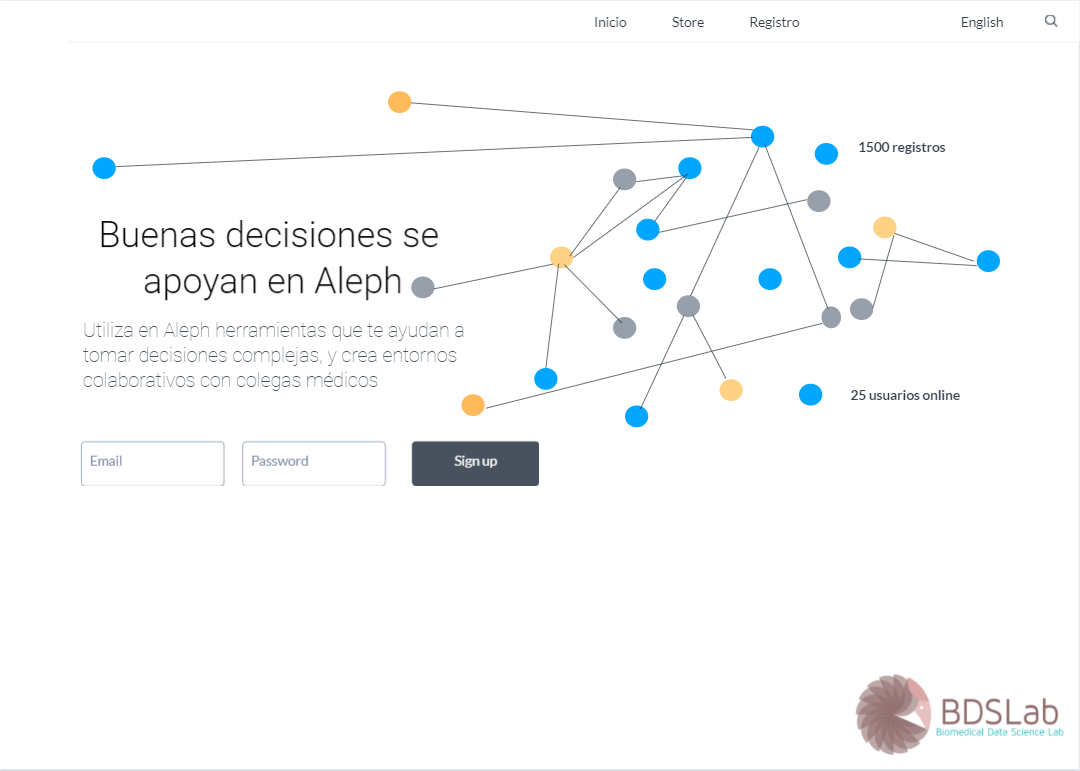 Inicio Store Registro English
1500 registros
Buenas decisiones se
apoyan en Aleph
Utiliza en Aleph herramientas que te ayudan a
tomar decisiones complejas, y crea entornos
colaborativos con colegas médicos
25 usuarios online
Email Password Sign up
BDSLab
Biomedical Data Science Lab